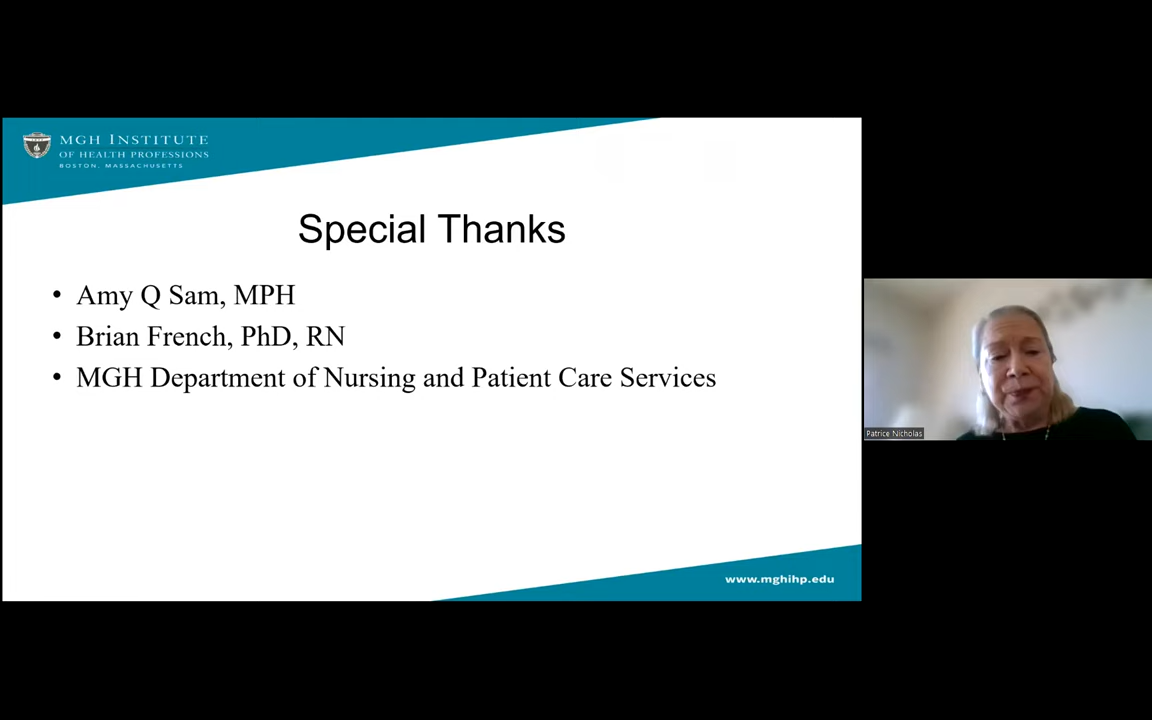 MGH INSTITUTE
OF HEALTH PROFESSIONS
BOSTON, MASSACHUSETTS
Special Thanks
• Amy Q Sam, MPH
• Brian French, PhD, RN
• MGH Department of Nursing and Patient Care Services
Patrice Nicholas
www.mghihp.edu